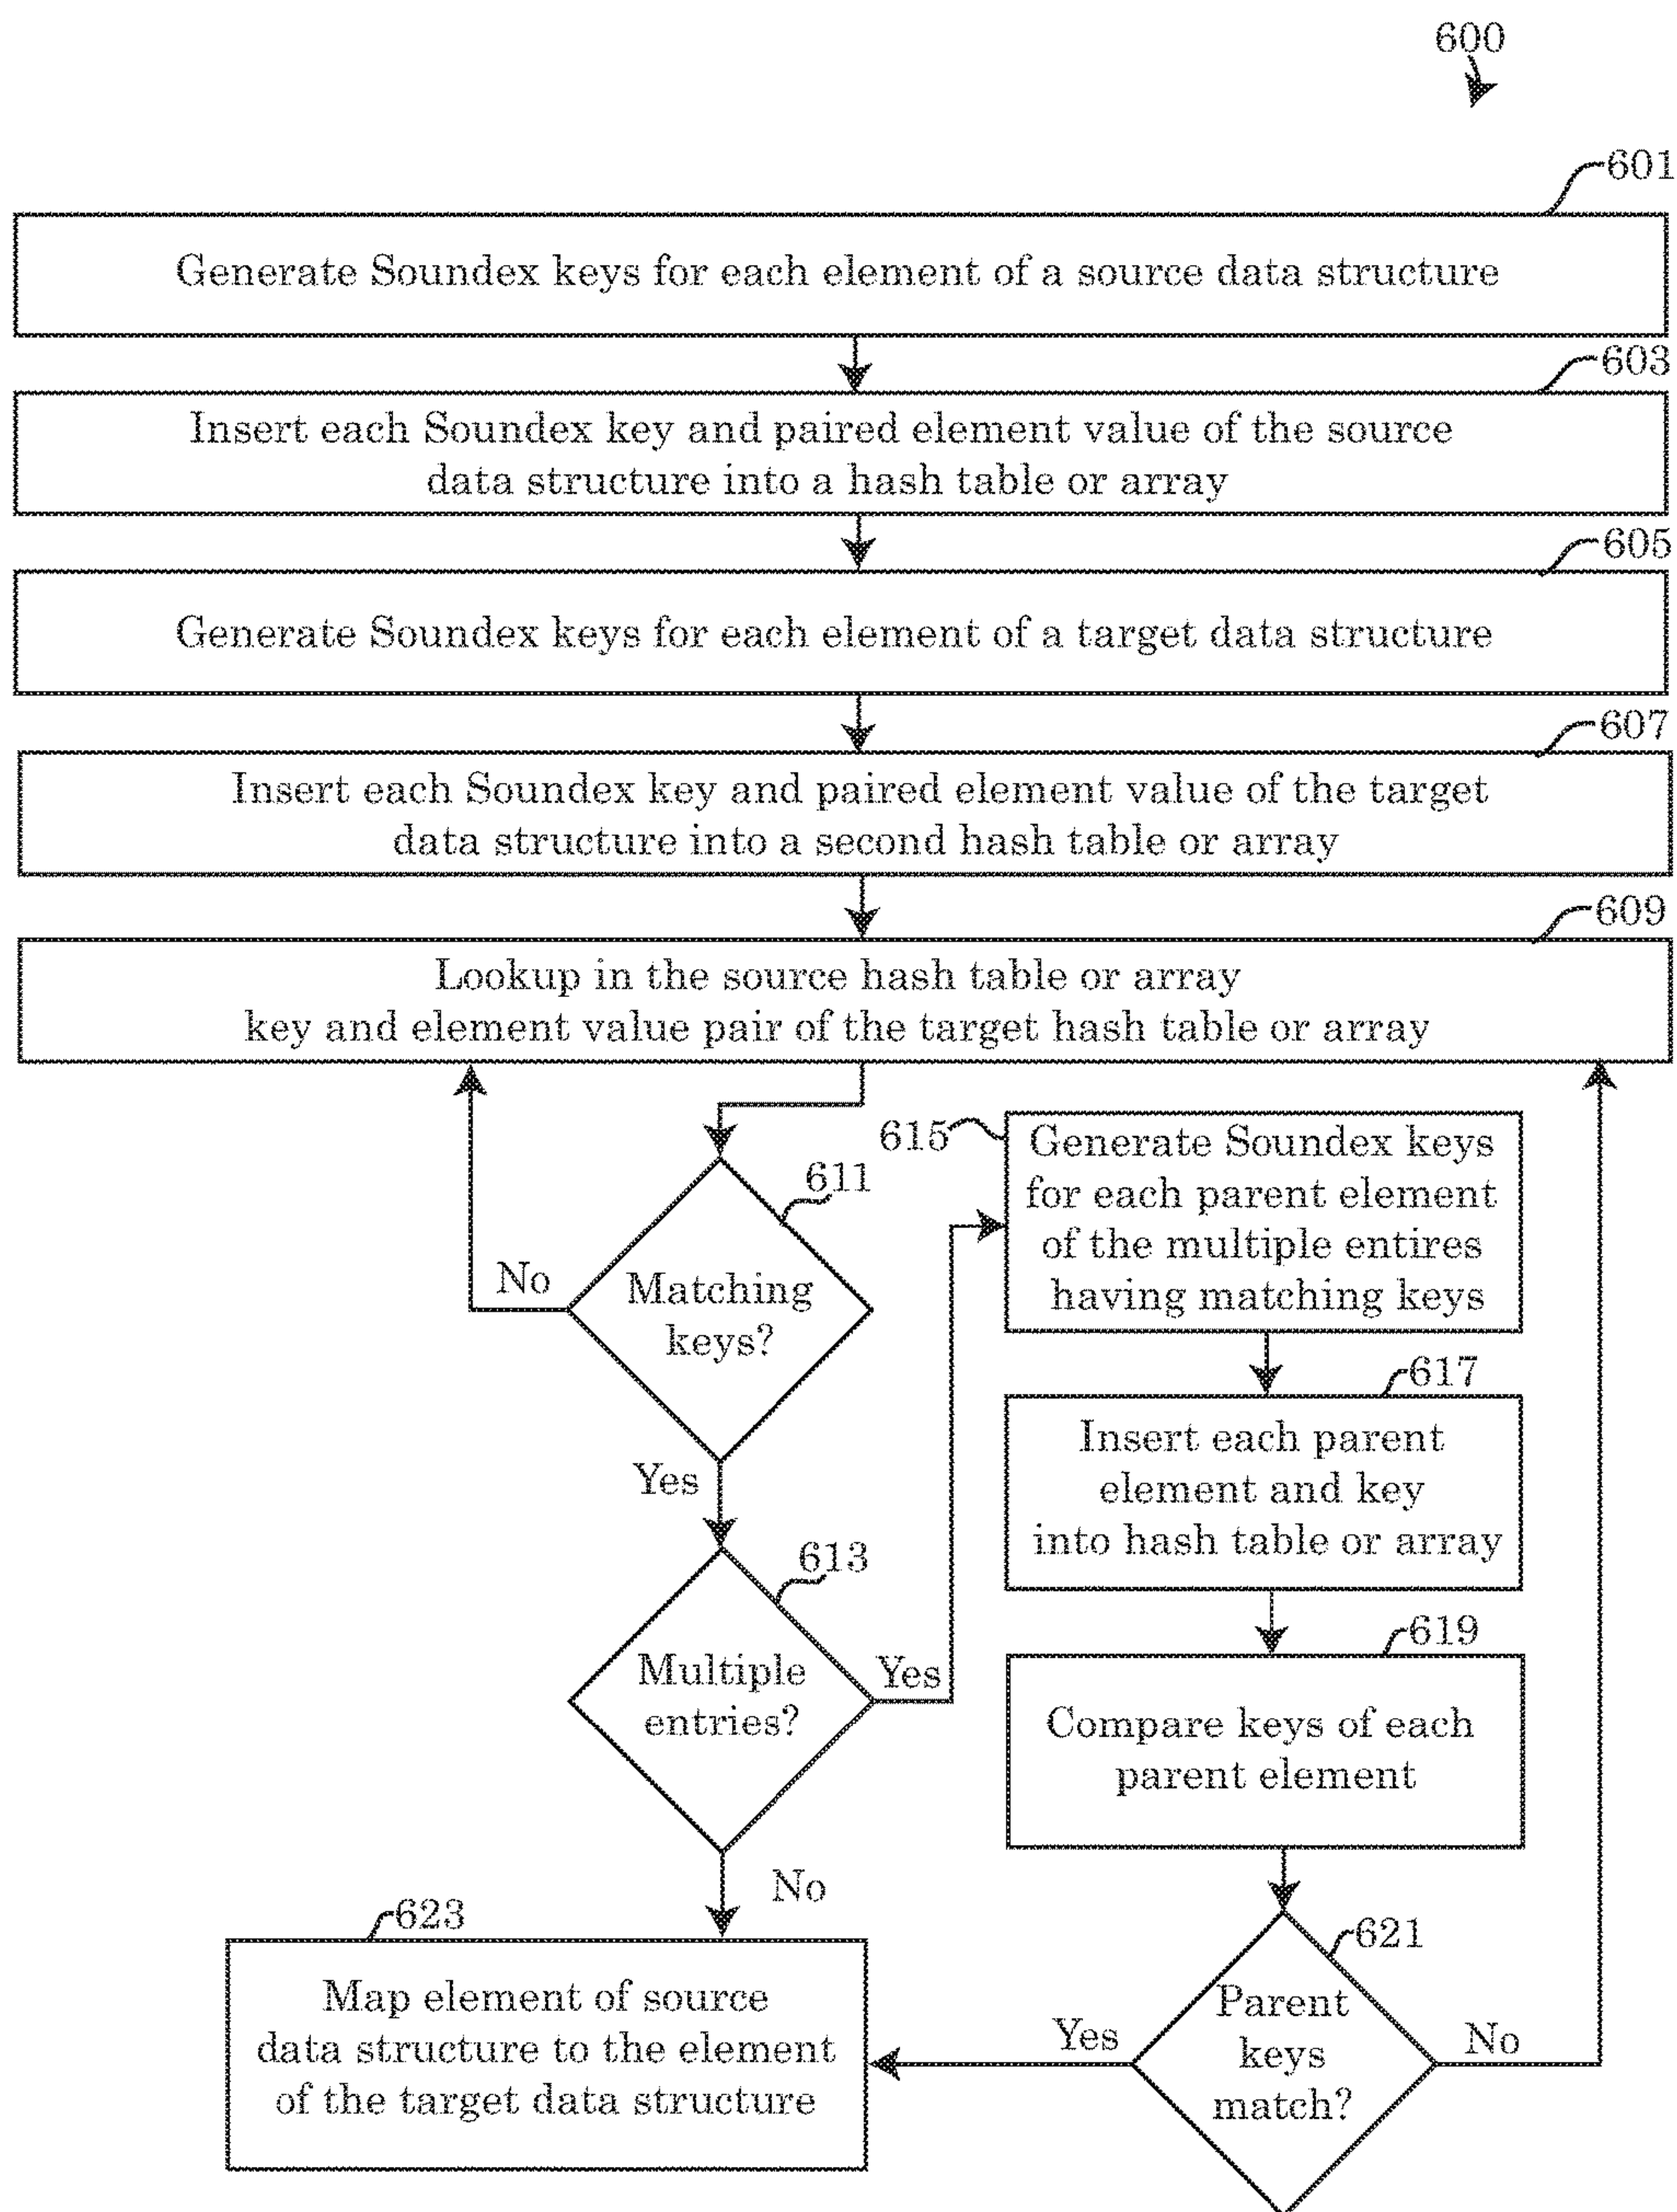 600
601
Generate Soundex keys for each element of a source data structure
603
Insert each Soundex key and paired element value of the source
data structure into a hash table or array
605
Generate Soundex keys for each element of a target data structure
607
Insert each Soundex key and paired element value of the target
data structure into a second hash table or array
609
Lookup in the source hash table or array
key and element value pair of the target hash table or array
611
Matching
keys?
No
Yes
613
Multiple
entries?
Yes
No
615
Generate Soundex keys
for each parent element
of the multiple entires
having matching keys
617
Insert each parent
element and key
into hash table or array
619
Compare keys of each
parent element
621
Parent
keys
match?
Yes
No
623
Map element of source
data structure to the element
of the target data structure